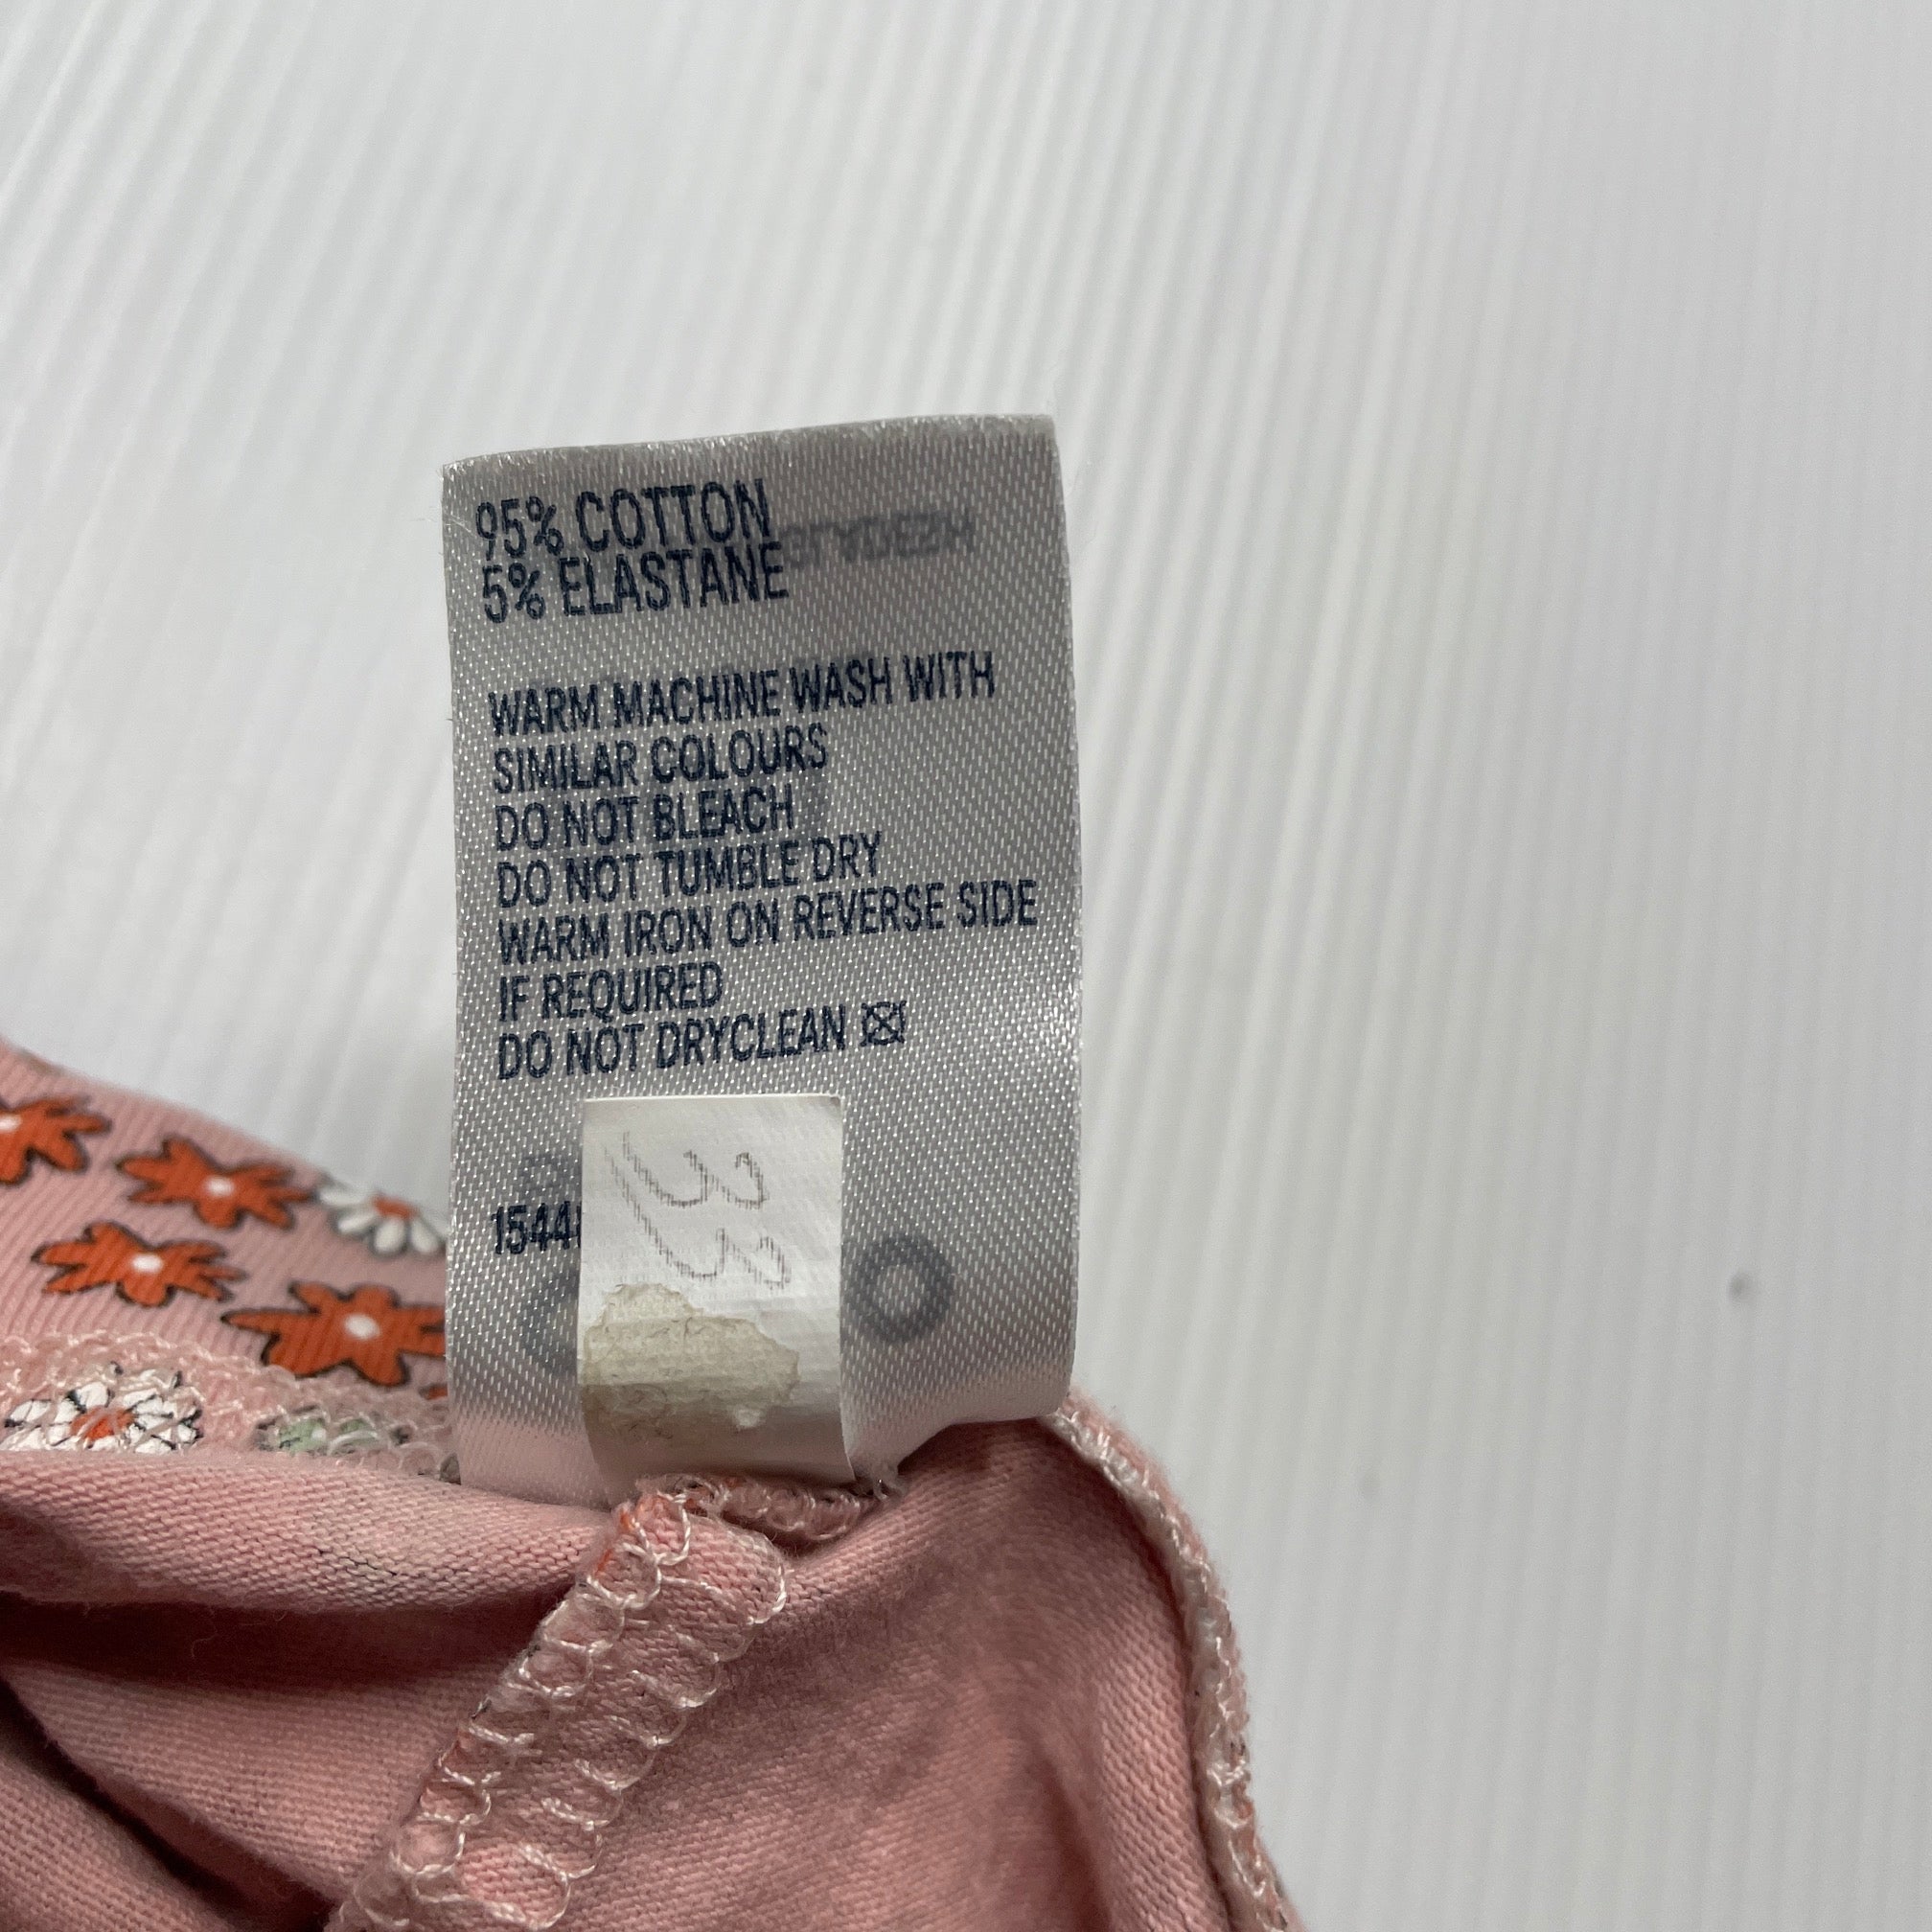 95% COTTON
5% ELASTANE
WARM MACHINE WASH WITH
SIMILAR COLOURS
DO NOT BLEACH
DO NOT TUMBLE DRY
WARM IRON ON REVERSE SIDE
IF REQUIRED
DO NOT DRYCLEAN